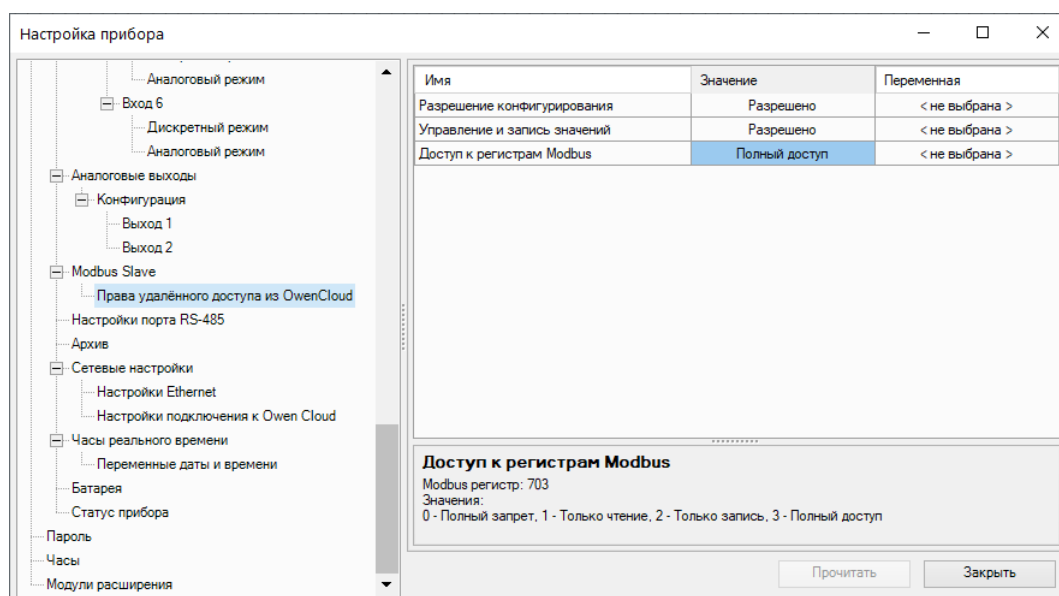 Настройка прибора
Аналоговый режим
Вход 6
Дискретный режим
Аналоговый режим
Аналоговые выходы
Конфигурация
Выход 1
Выход 2
Modbus Slave
Права удалённого доступа из OwenCloud
Настройки порта RS-485
Архив
Сетевые настройки
Настройки Ethernet
Настройки подключения к Owen Cloud
Часы реального времени
Переменные даты и времени
Батарея
Статус прибора
Пароль
Часы
Модули расширения
Имя Значение Переменная
Разрешение конфигурирования Разрешено < не выбрана >
Управление и запись значений Разрешено < не выбрана >
Доступ к регистрам Modbus Полный доступ < не выбрана >
Доступ к регистрам Modbus
Modbus регистр: 703
Значения:
0 - Полный запрет, 1 - Только чтение, 2 - Только запись, 3 - Полный доступ
Прочитать Закрыть